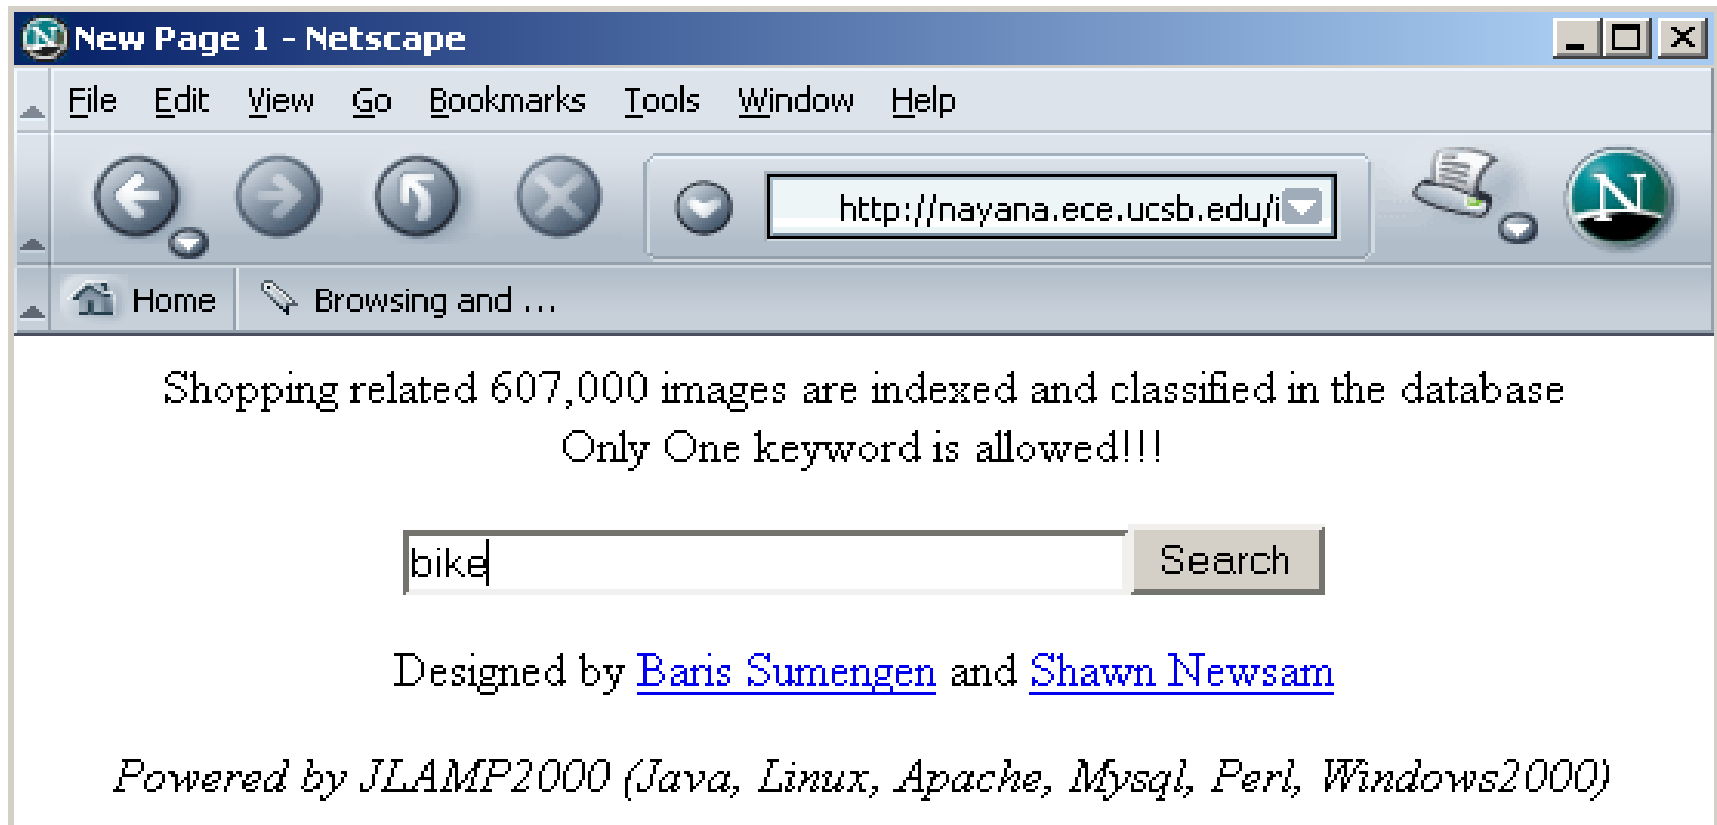 New Page 1 - Netscape
File Edit View Go Bookmarks Tools Window Help
http://nayana.ece.ucsb.edu/i
N
Home Browsing and ...
Shopping related 607,000 images are indexed and classified in the database
Only One keyword is allowed!!!
bike Search
Designed by Baris Sumengen and Shawn Newsam
Powered by JLAMP2000 (Java, Linux, Apache, Mysql, Perl, Windows2000)